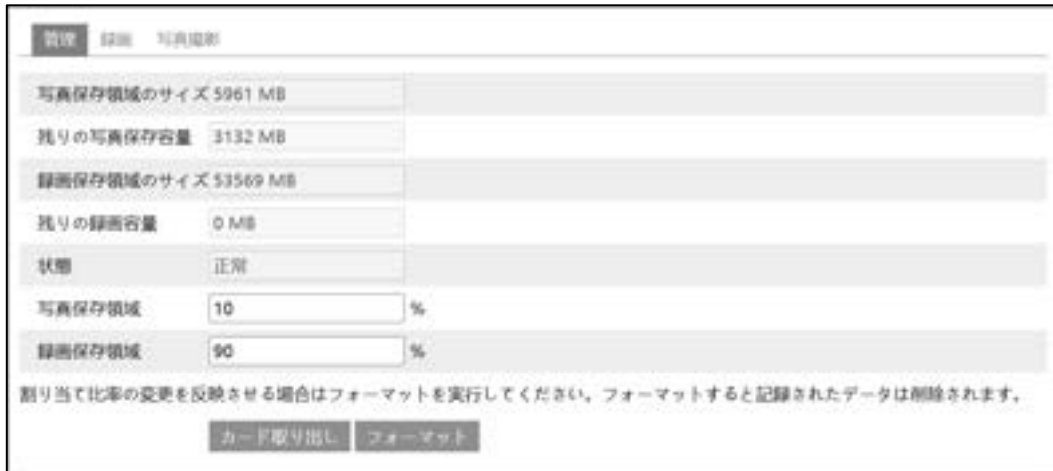 管理 録画 写真撮影
写真保存領域のサイズ 5961 MB
残りの写真保存容量 3132 MB
録画保存領域のサイズ 53569 MB
残りの録画容量 0 MB
状態 正常
写真保存領域 10 %
録画保存領域 90 %
割り当て比率の変更を反映させる場合はフォーマットを実行してください。フォーマットすると記録されたデータは削除されます。
カード取り出し フォーマット